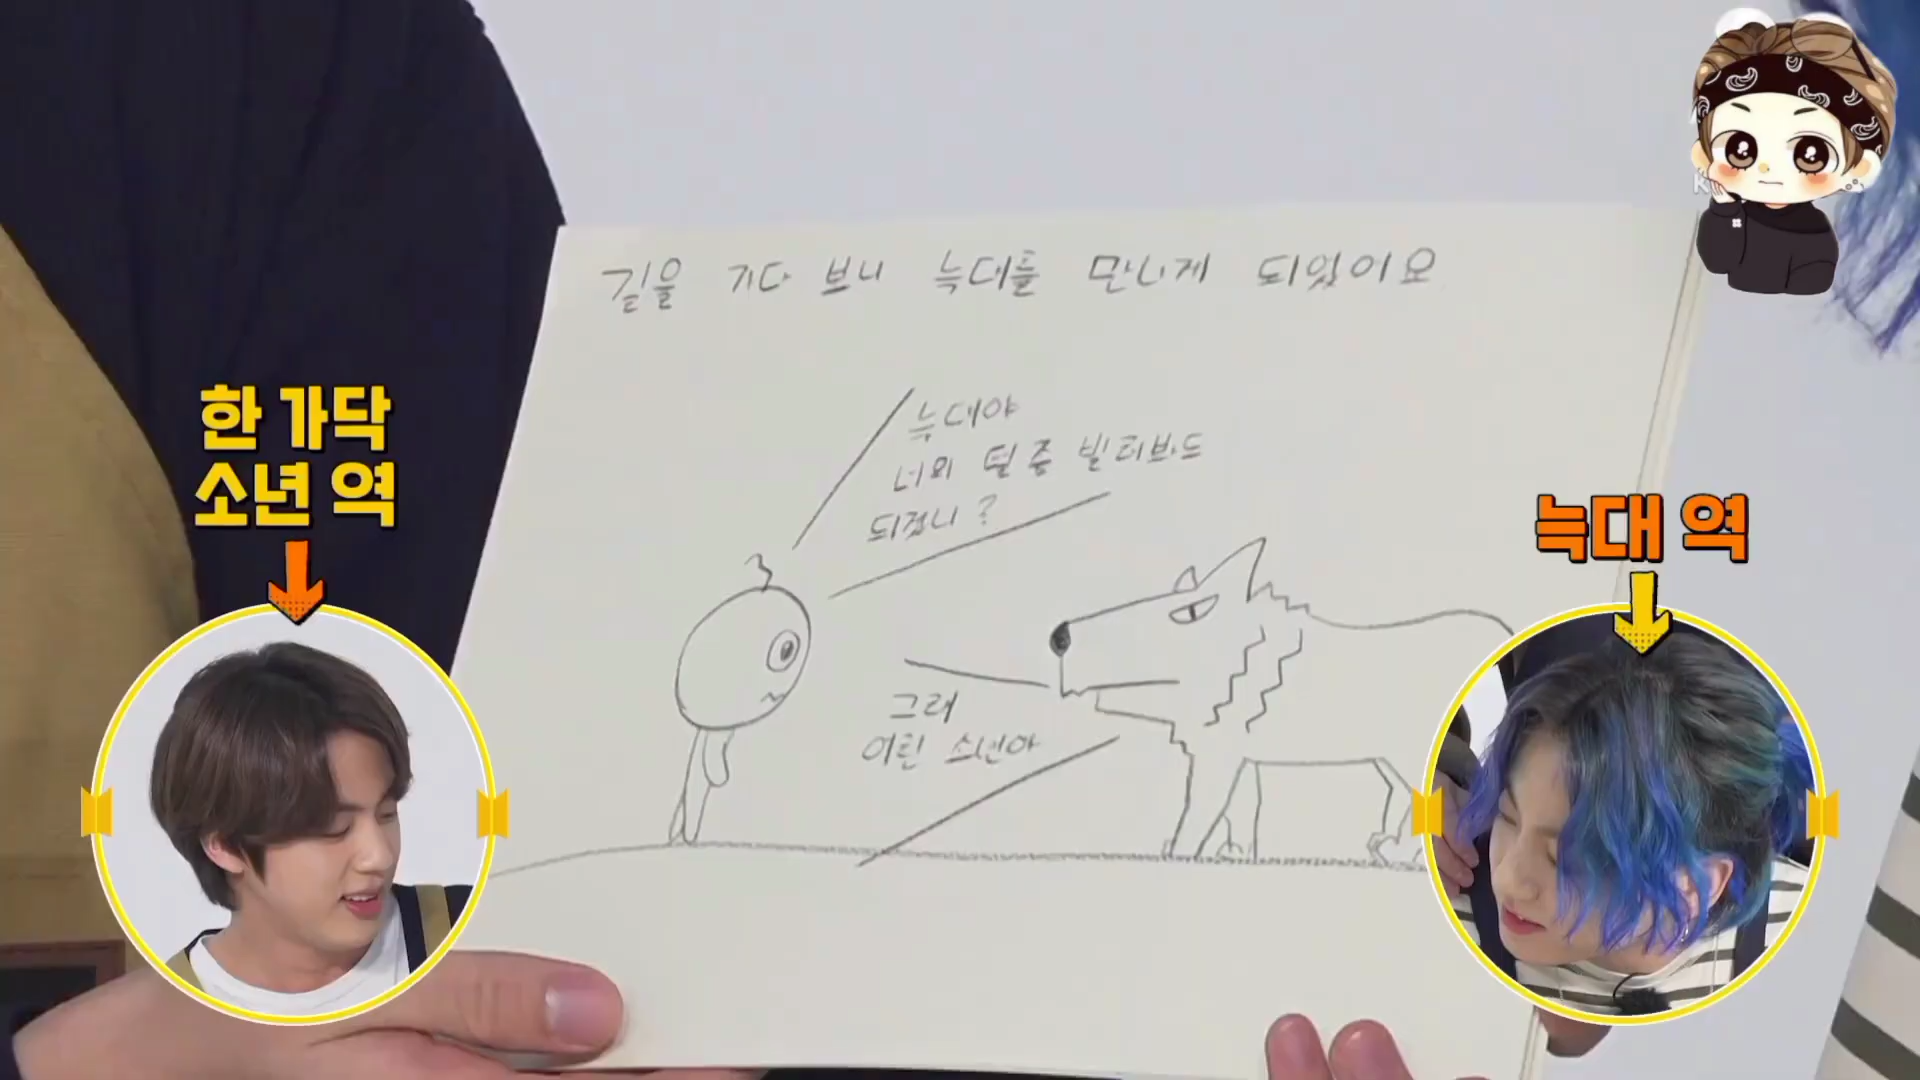 길을 가다 보니 늑대를 만나게 되었어요
늑대야
너의 털 좀 빌려봐도
되겠니?
그래
어린 소년아
한 가닥
소년 역
늑대 역